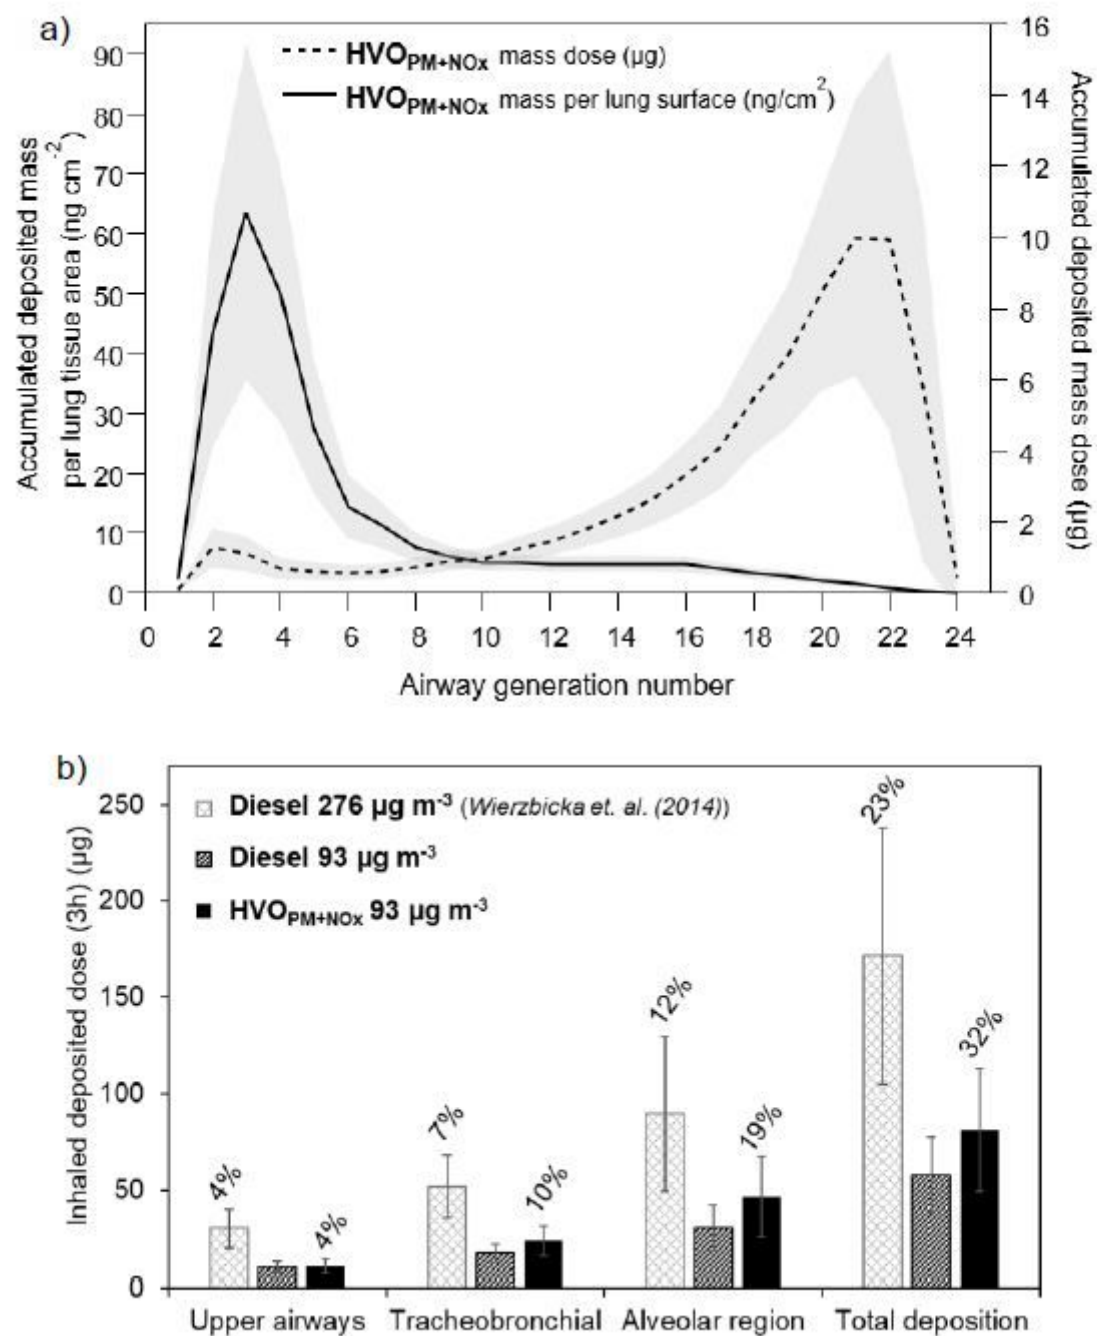 a)
HVOPM+NOx mass dose (µg)
HVOPM+NOx mass per lung surface (ng/cm2)
Accumulated deposited mass
per lung tissue area (ng cm-2)
90
80
70
60
50
40
30
20
10
0
16
14
12
10
8
6
4
2
0
Accumulated deposited mass dose (µg)
0 2 4 6 8 10 12 14 16 18 20 22 24
Airway generation number
b)
Inhaled deposited dose (3h) (µg)
250
200
150
100
50
0
Diesel 276 µg m-3 (Wierzbicka et. al. (2014))
Diesel 93 µg m-3
HVOPM+NOx 93 µg m-3
4%
4%
7%
10%
12%
19%
23%
32%
Upper airways Tracheobronchial Alveolar region Total deposition